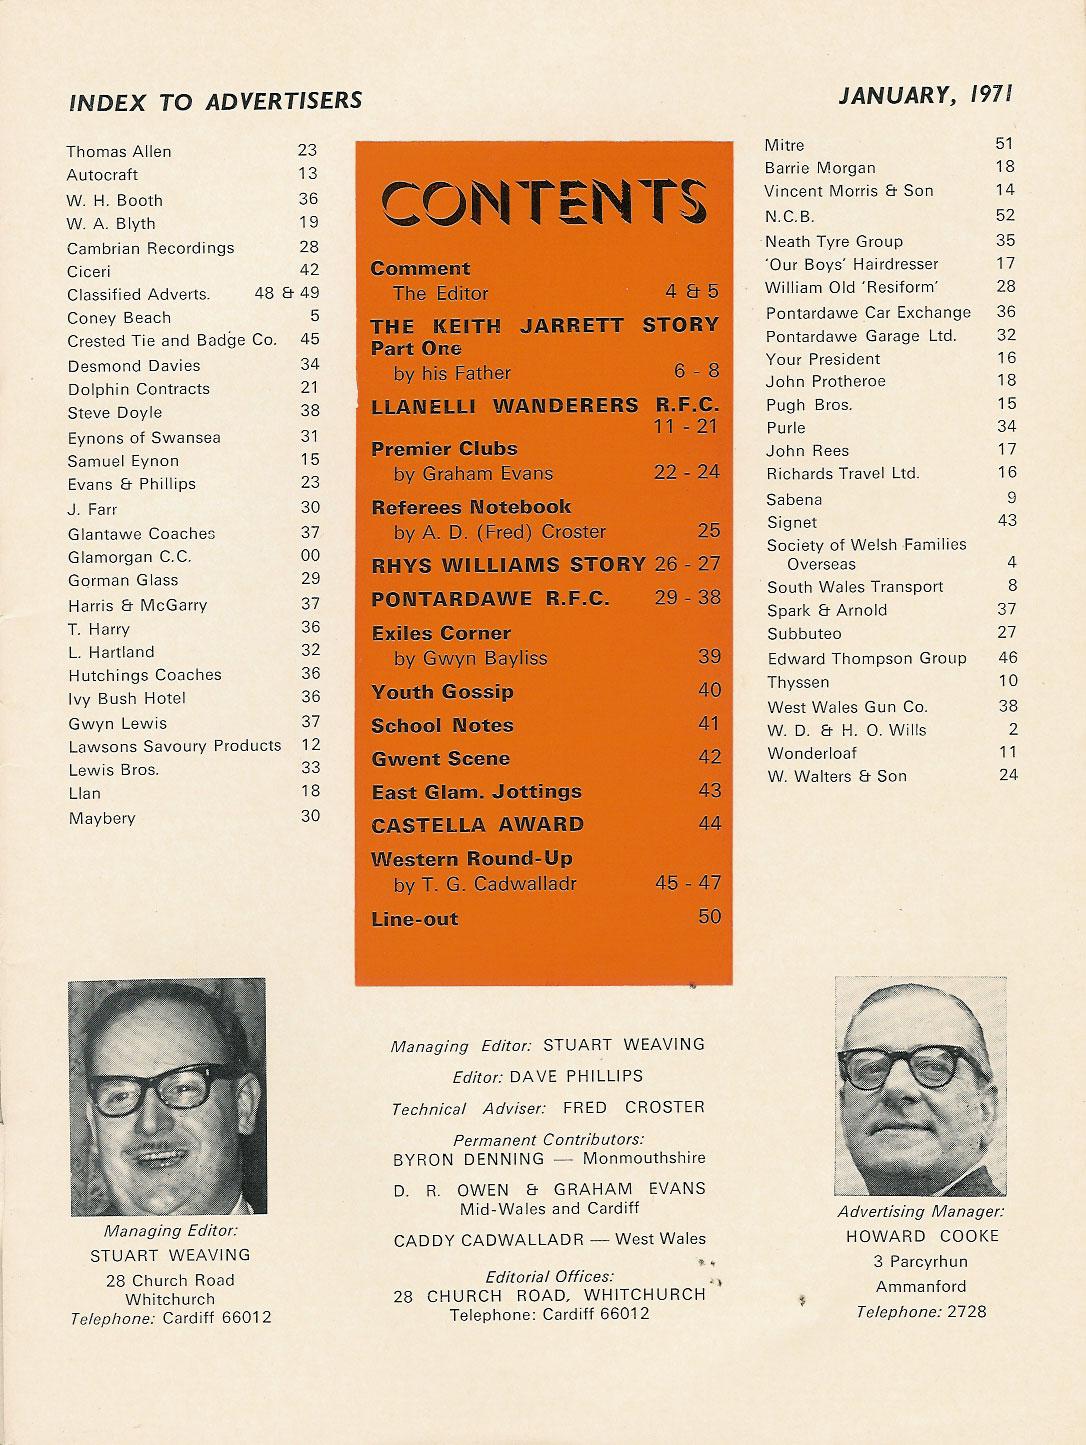 INDEX TO ADVERTISERS
Thomas Allen 23
Autocraft 13
W. H. Booth 36
W. A. Blyth 19
Cambrian Recordings 28
Ciceri 42
Classified Adverts. 48 & 49
Coney Beach 5
Crested Tie and Badge Co. 45
Desmond Davies 34
Dolphin Contracts 21
Steve Doyle 38
Eynons of Swansea 31
Samuel Eynon 15
Evans & Phillips 23
J. Farr 30
Glantawe Coaches 37
Glamorgan C.C. 00
Gorman Glass 29
Harris & McGarry 37
T. Harry 36
L. Hartland 32
Hutchings Coaches 36
Ivy Bush Hotel 36
Gwyn Lewis 37
Lawsons Savoury Products 12
Lewis Bros. 33
Llan 18
Maybery 30
CONTENTS
Comment
The Editor 4 & 5
THE KEITH JARRETT STORY
Part One
by his Father 6 - 8
LLANELLI WANDERERS R.F.C.
11 - 21
Premier Clubs
by Graham Evans 22 - 24
Referees Notebook
by A. D. (Fred) Croster 25
RHYS WILLIAMS STORY 26 - 27
PONTARDAWE R.F.C. 29 - 38
Exiles Corner
by Gwyn Bayliss 39
Youth Gossip 40
School Notes 41
Gwent Scene 42
East Glam. Jottings 43
CASTELLA AWARD 44
Western Round-Up
by T. G. Cadwalladr 45 - 47
Line-out 50
JANUARY, 1971
Mitre 51
Barrie Morgan 18
Vincent Morris & Son 14
N.C.B. 52
Neath Tyre Group 35
'Our Boys' Hairdresser 17
William Old 'Resiform' 28
Pontardawe Car Exchange 36
Pontardawe Garage Ltd. 32
Your President 16
John Protheroe 18
Pugh Bros. 15
Purle 34
John Rees 17
Richards Travel Ltd. 16
Sabena 9
Signet 43
Society of Welsh Families
Overseas 4
South Wales Transport 8
Spark & Arnold 37
Subbuteo 27
Edward Thompson Group 46
Thyssen 10
West Wales Gun Co. 38
W. D. & H. O. Wills 2
Wonderloaf 11
W. Walters & Son 24
Managing Editor:
STUART WEAVING
28 Church Road
Whitchurch
Telephone: Cardiff 66012
Managing Editor: STUART WEAVING
Editor: DAVE PHILLIPS
Technical Adviser: FRED CROSTER
Permanent Contributors:
BYRON DENNING — Monmouthshire
D. R. OWEN & GRAHAM EVANS
Mid-Wales and Cardiff
CADDY CADWALLADR — West Wales
Editorial Offices:
28 CHURCH ROAD, WHITCHURCH
Telephone: Cardiff 66012
Advertising Manager:
HOWARD COOKE
3 Parcyrhun
Ammanford
Telephone: 2728